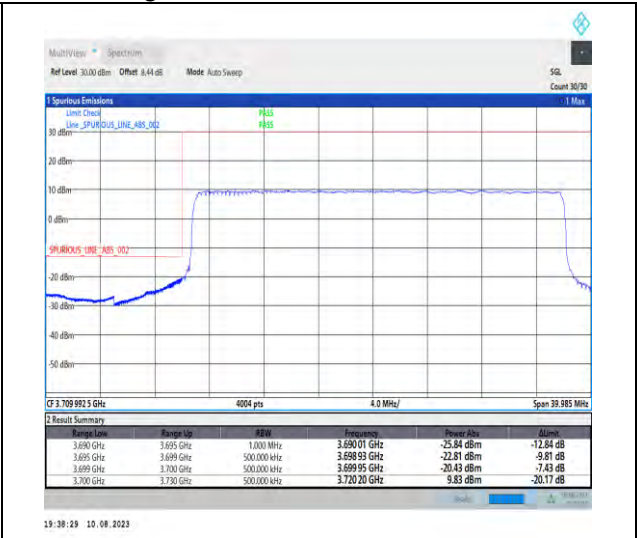 MultiView Spectrum
Ref Level 30.00 dBm Offset 8.44 dB Mode Auto Sweep SGL
Count 30/30
1 Spurious Emissions 1 Max
Limit Check PASS
Line _SPURIOUS_LINE_ABS_002 PASS
30 dBm
20 dBm
10 dBm
0 dBm
SPURIOUS_LINE_ABS_002
-20 dBm
-30 dBm
-40 dBm
-50 dBm
CF 3.709 992 5 GHz 4004 pts 4.0 MHz/ Span 39.985 MHz
2 Result Summary
Range Low Range Up RBW Frequency Power Abs ΔLimit
3.690 GHz 3.695 GHz 1.000 MHz 3.690 01 GHz -25.84 dBm -12.84 dB
3.695 GHz 3.699 GHz 500.000 kHz 3.698 93 GHz -22.81 dBm -9.81 dB
3.699 GHz 3.700 GHz 500.000 kHz 3.699 95 GHz -20.43 dBm -7.43 dB
3.700 GHz 3.730 GHz 500.000 kHz 3.720 20 GHz 9.83 dBm -20.17 dB
19:38:29 10.08.2023